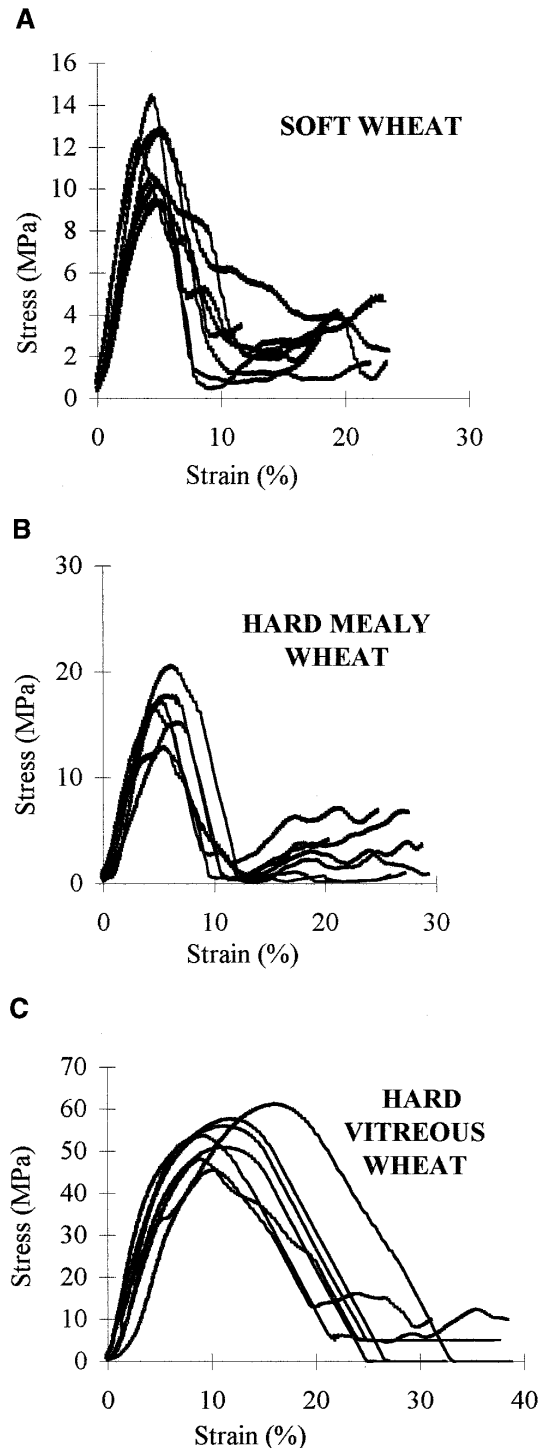 A
16
14
12
10
8
6
4
2
0
Stress (MPa)
SOFT WHEAT
0 10 20 30
Strain (%)
B
30
20
10
0
Stress (MPa)
HARD MEALY
WHEAT
0 10 20 30
Strain (%)
C
70
60
50
40
30
20
10
0
Stress (MPa)
HARD
VITREOUS
WHEAT
0 10 20 30 40
Strain (%)